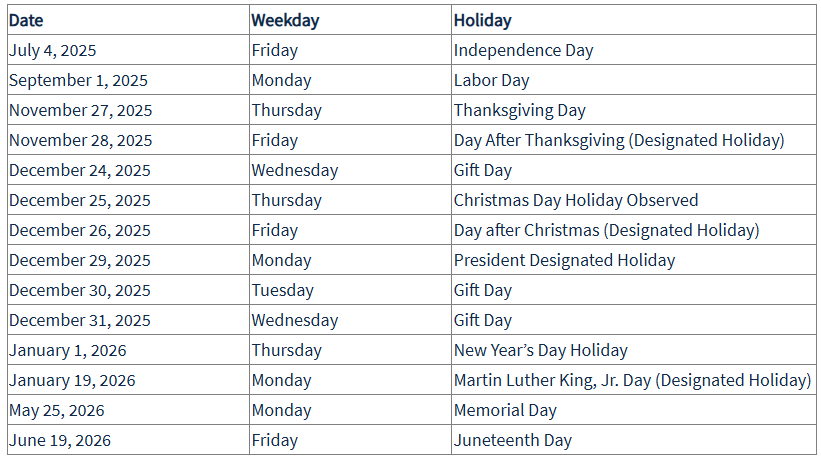 Date Weekday Holiday
July 4, 2025 Friday Independence Day
September 1, 2025 Monday Labor Day
November 27, 2025 Thursday Thanksgiving Day
November 28, 2025 Friday Day After Thanksgiving (Designated Holiday)
December 24, 2025 Wednesday Gift Day
December 25, 2025 Thursday Christmas Day Holiday Observed
December 26, 2025 Friday Day after Christmas (Designated Holiday)
December 29, 2025 Monday President Designated Holiday
December 30, 2025 Tuesday Gift Day
December 31, 2025 Wednesday Gift Day
January 1, 2026 Thursday New Year’s Day Holiday
January 19, 2026 Monday Martin Luther King, Jr. Day (Designated Holiday)
May 25, 2026 Monday Memorial Day
June 19, 2026 Friday Juneteenth Day